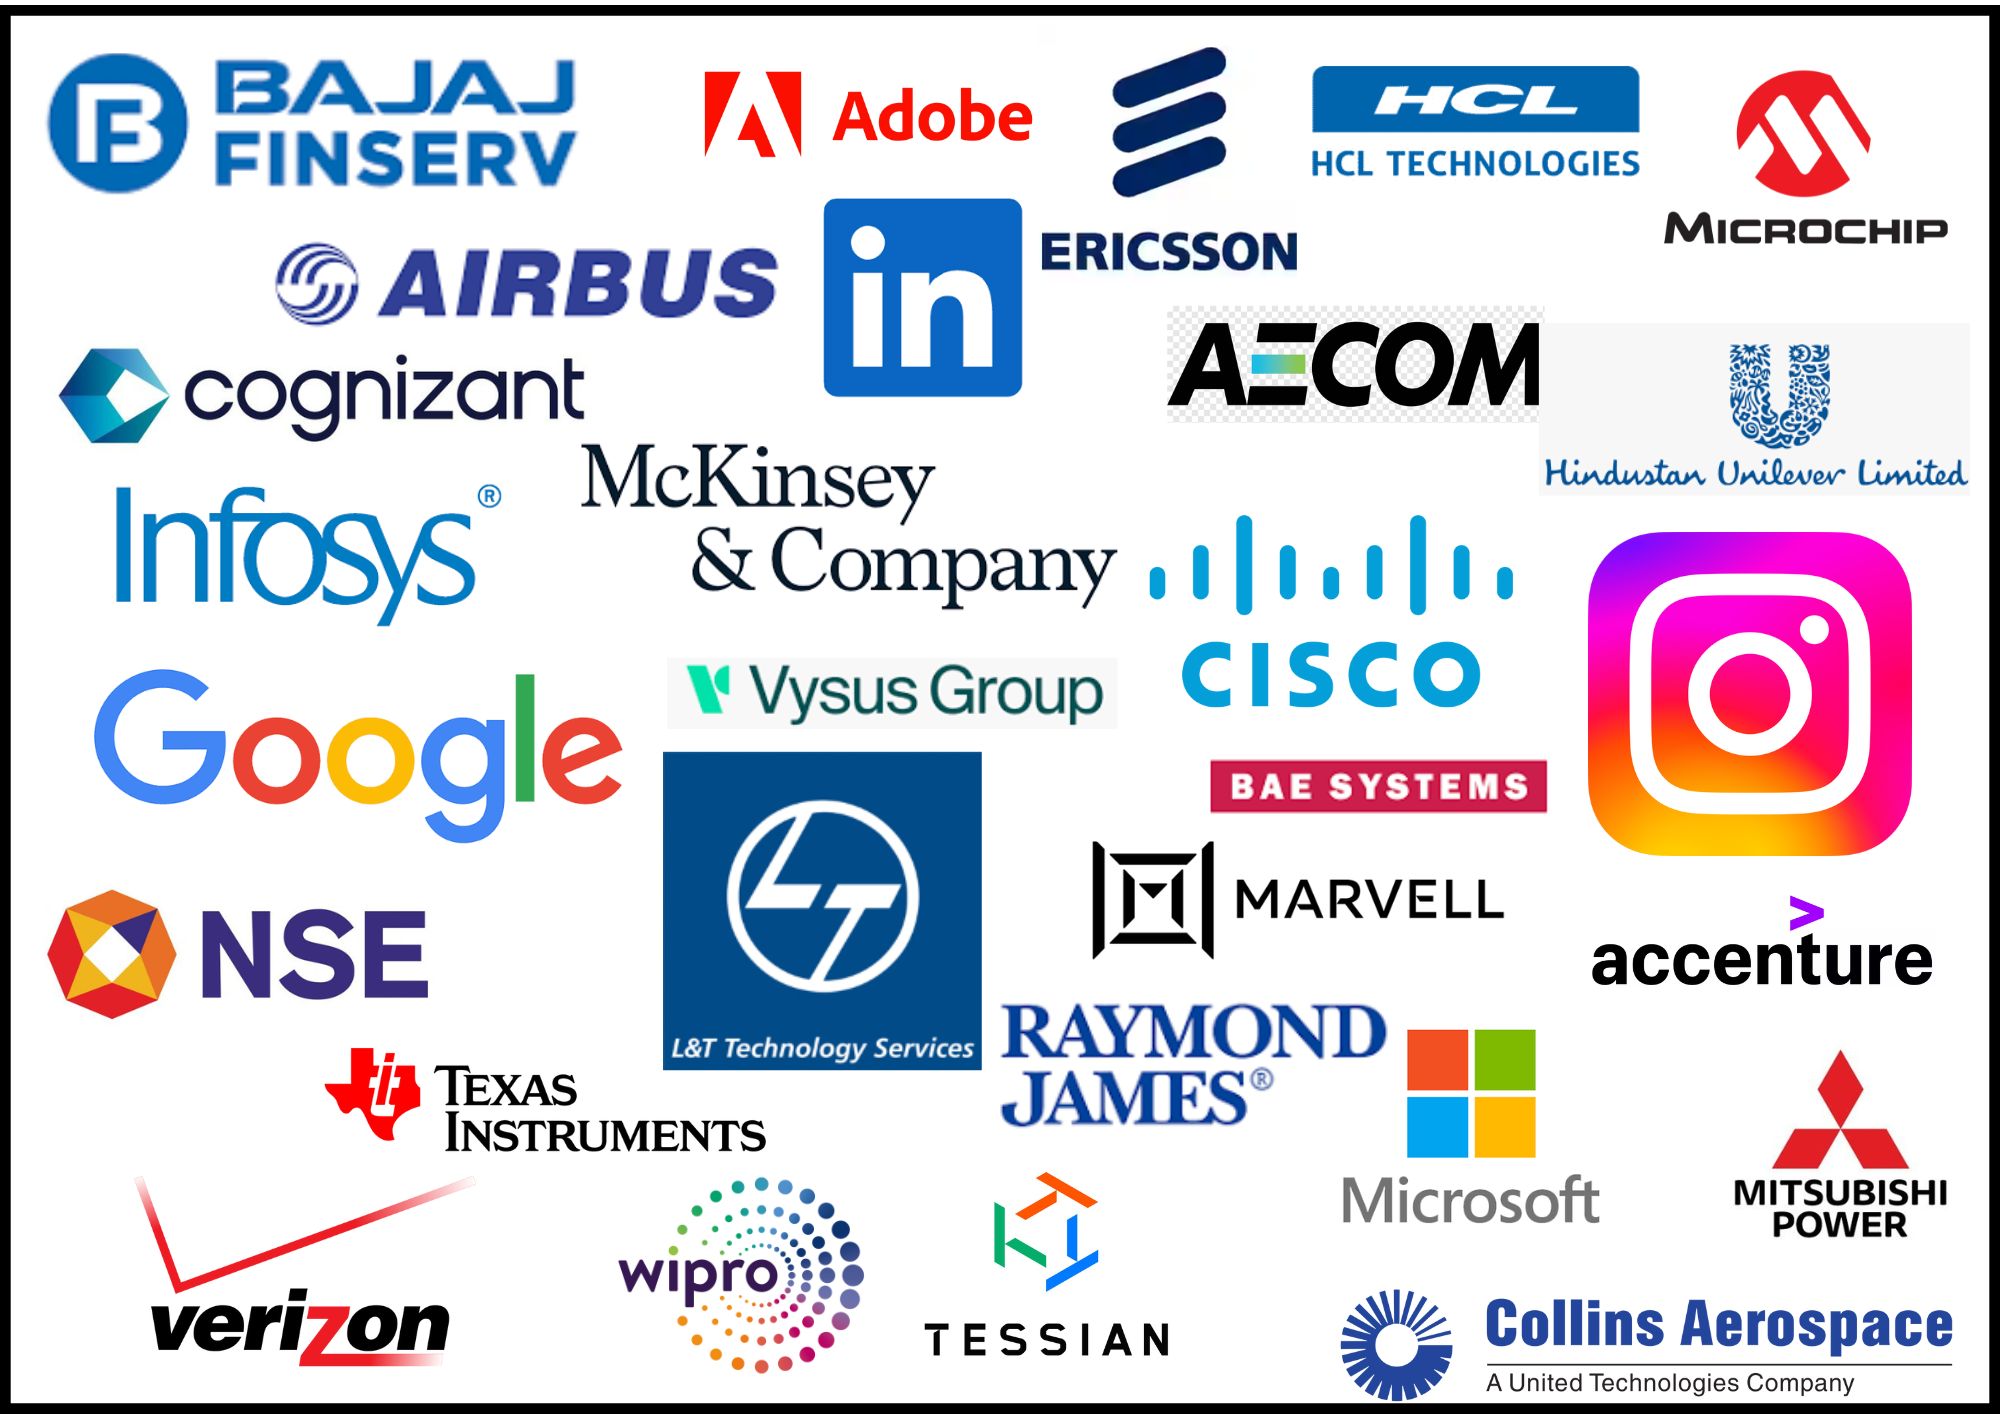 BAJAJ
FINSERV
Adobe
ERICSSON
HCL
HCL TECHNOLOGIES
MICROCHIP
AIRBUS
in
AECOM
cognizant
Hindustan Unilever Limited
McKinsey
& Company
Infosys®
CISCO
Vysus Group
Google
BAE SYSTEMS
LT
L&T Technology Services
MARVELL
NSE
accenture
RAYMOND
JAMES®
TEXAS
INSTRUMENTS
Microsoft
MITSUBISHI
POWER
verizon
wipro
TESSIAN
Collins Aerospace
A United Technologies Company